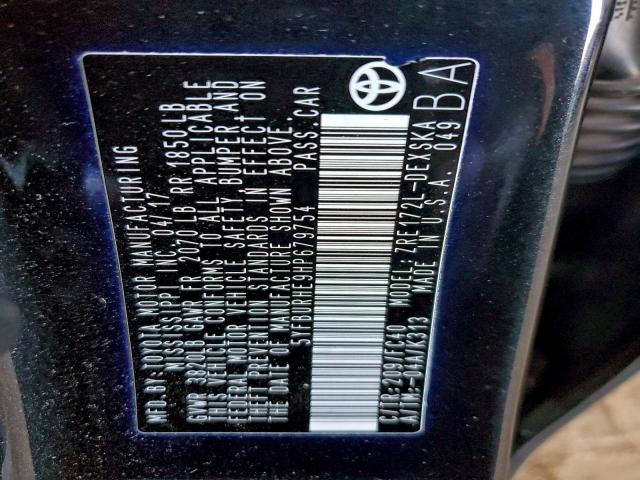 MFD. BY: TOYOTA MOTOR MANUFACTURING
MISSISSIPPI, INC. 04/17
GVWR 3820LB GAWR FR 2070 LB RR 1850 LB
THIS VEHICLE CONFORMS TO ALL APPLICABLE
FEDERAL MOTOR VEHICLE SAFETY, BUMPER, AND
THEFT PREVENTION STANDARDS IN EFFECT ON
THE DATE OF MANUFACTURE SHOWN ABOVE.
5YFBURHE9HP679754 PASS. CAR
C/TR: 209/FC40 MODEL: ZRE172L-DEXSKA
A/TM: -04A/K313 MADE IN U.S.A. 049
BA